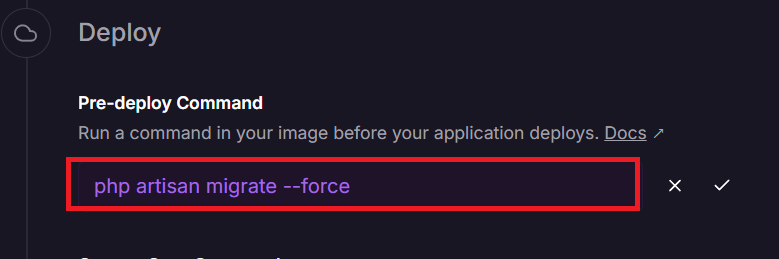 Deploy
Pre-deploy Command
Run a command in your image before your application deploys. Docs ↗
php artisan migrate --force